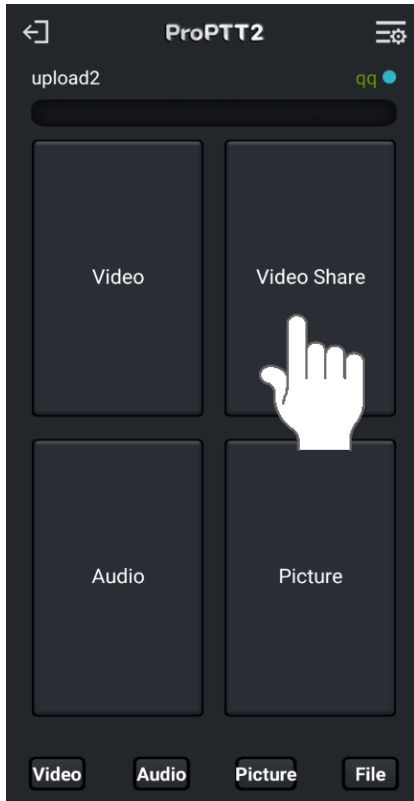 ProPTT2
upload2 qq
Video Video Share
Audio Picture
Video Audio Picture File